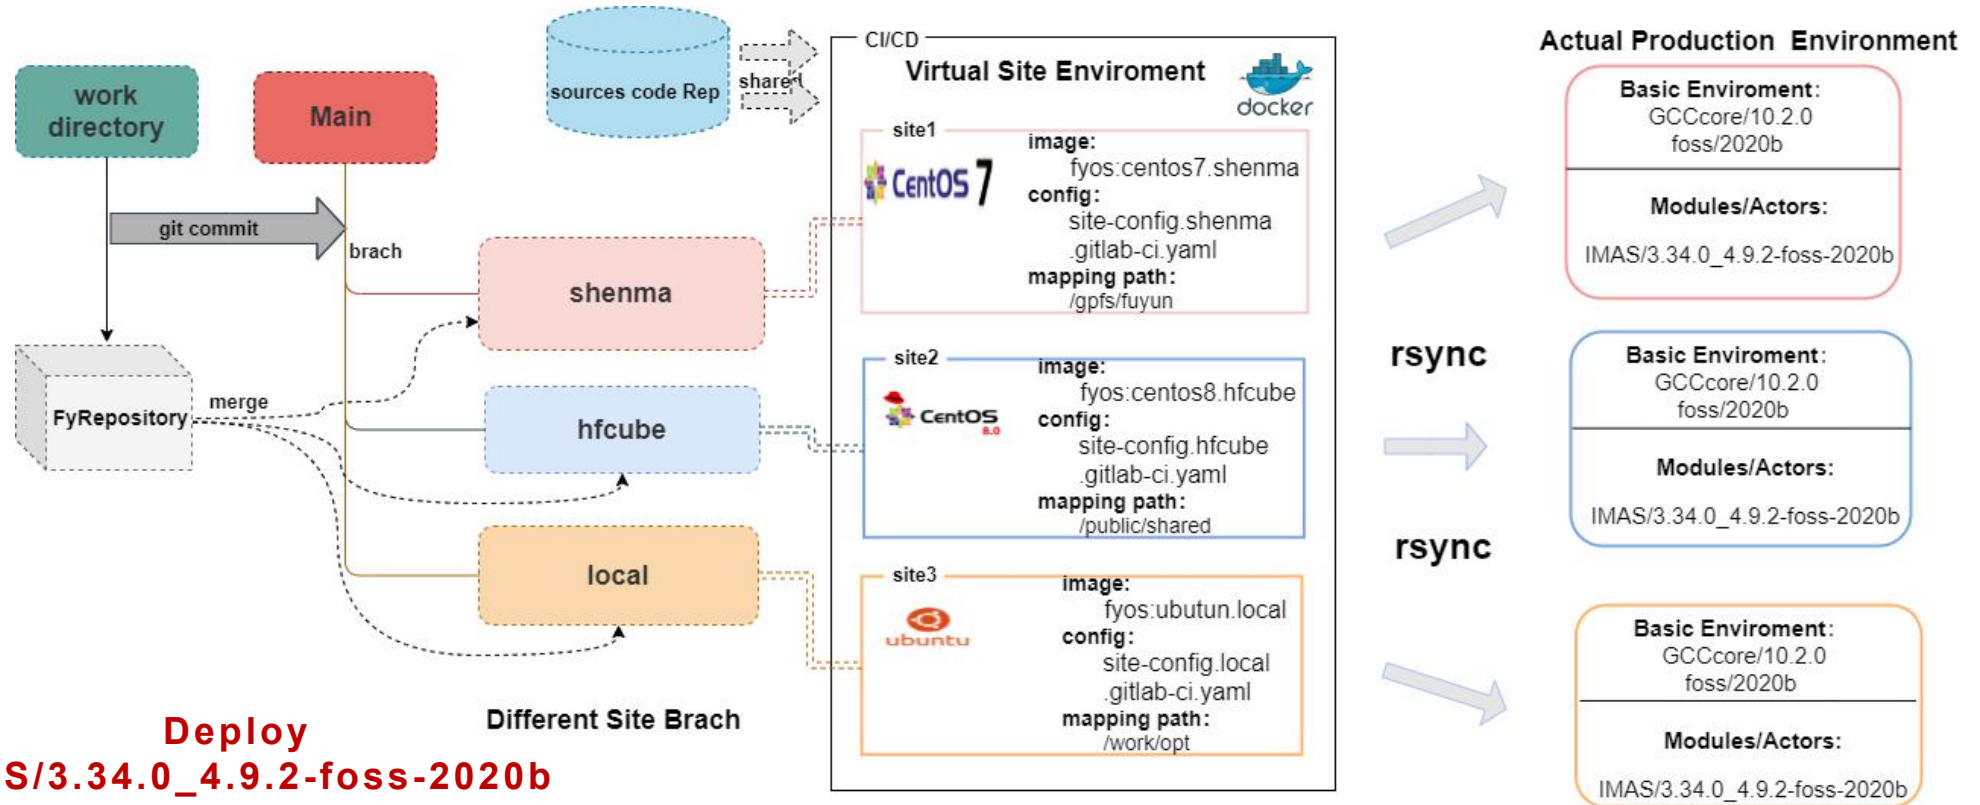 work
directory
Main
git commit
brach
FyRepository
merge
sources code Rep
shared
shenma
hfcube
local
Different Site Brach
Deploy
S/3.34.0_4.9.2-foss-2020b
CI/CD
Virtual Site Enviroment
docker
site1
CentOS 7
image:
fyos:centos7.shenma
config:
site-config.shenma
.gitlab-ci.yaml
mapping path:
/gpfs/fuyun
site2
CentOS
8.0
image:
fyos:centos8.hfcube
config:
site-config.hfcube
.gitlab-ci.yaml
mapping path:
/public/shared
site3
ubuntu
image:
fyos:ubutun.local
config:
site-config.local
.gitlab-ci.yaml
mapping path:
/work/opt
rsync
rsync
Actual Production Environment
Basic Enviroment:
GCCcore/10.2.0
foss/2020b
Modules/Actors:
IMAS/3.34.0_4.9.2-foss-2020b
Basic Enviroment:
GCCcore/10.2.0
foss/2020b
Modules/Actors:
IMAS/3.34.0_4.9.2-foss-2020b
Basic Enviroment:
GCCcore/10.2.0
foss/2020b
Modules/Actors:
IMAS/3.34.0_4.9.2-foss-2020b